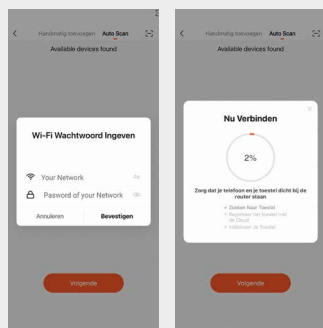 Handmatig toevoegen Auto Scan
Available devices found
Wi-Fi Wachtwoord Ingeven
Your Network
Pasword of your Network
Annuleren Bevestigen
Volgende
Handmatig toevoegen Auto Scan
Available devices found
Nu Verbinden
2%
Zorg dat je telefoon en je toestel dicht bij de
router staan
Zoeken Naar Toestel
Registreer het toestel met
de Cloud
Initialiseer Je Toestel
Volgende